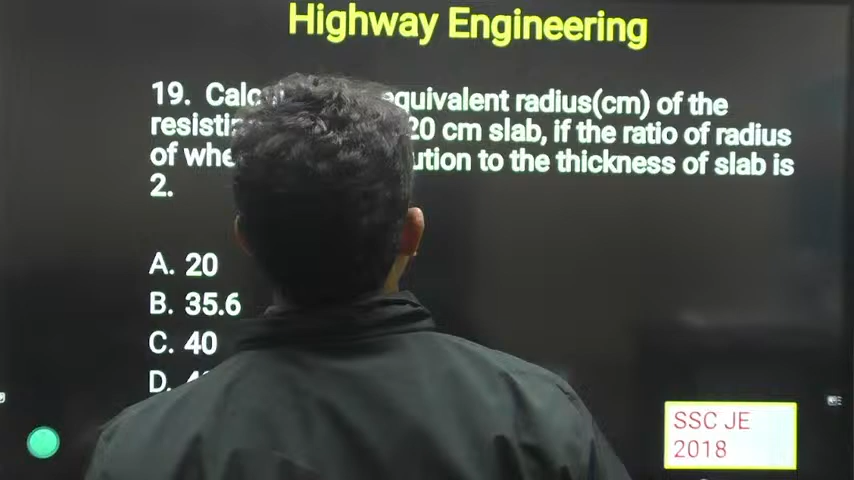 Highway Engineering
19. Calcu equivalent radius(cm) of the
resisti 20 cm slab, if the ratio of radius
of whe ution to the thickness of slab is
2.
A. 20
B. 35.6
C. 40
D.
SSC JE
2018